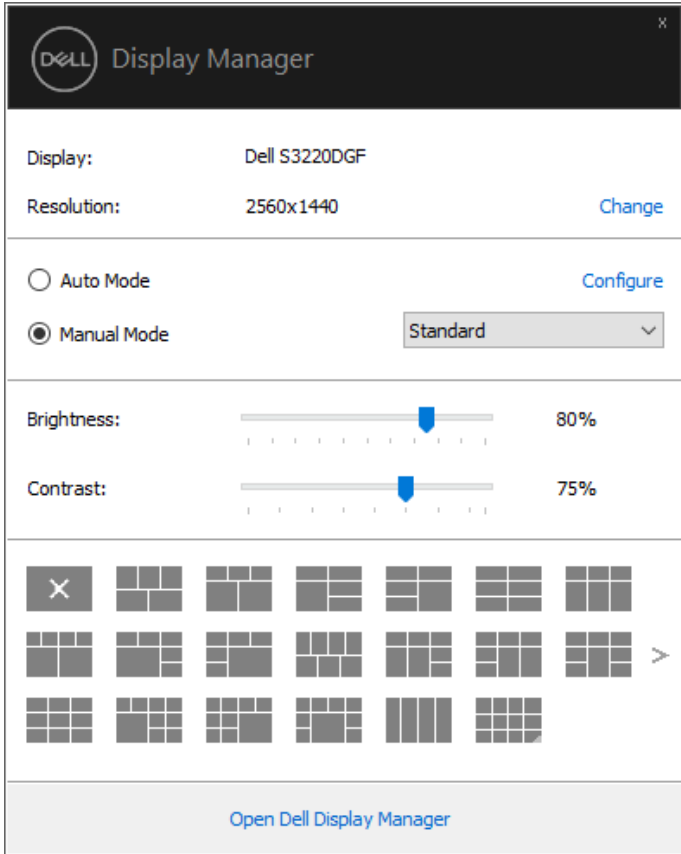 x
DELL Display Manager
Display: Dell S3220DGF
Resolution: 2560x1440 Change
Auto Mode Configure
Manual Mode Standard
Brightness: 80%
Contrast: 75%
>
Open Dell Display Manager